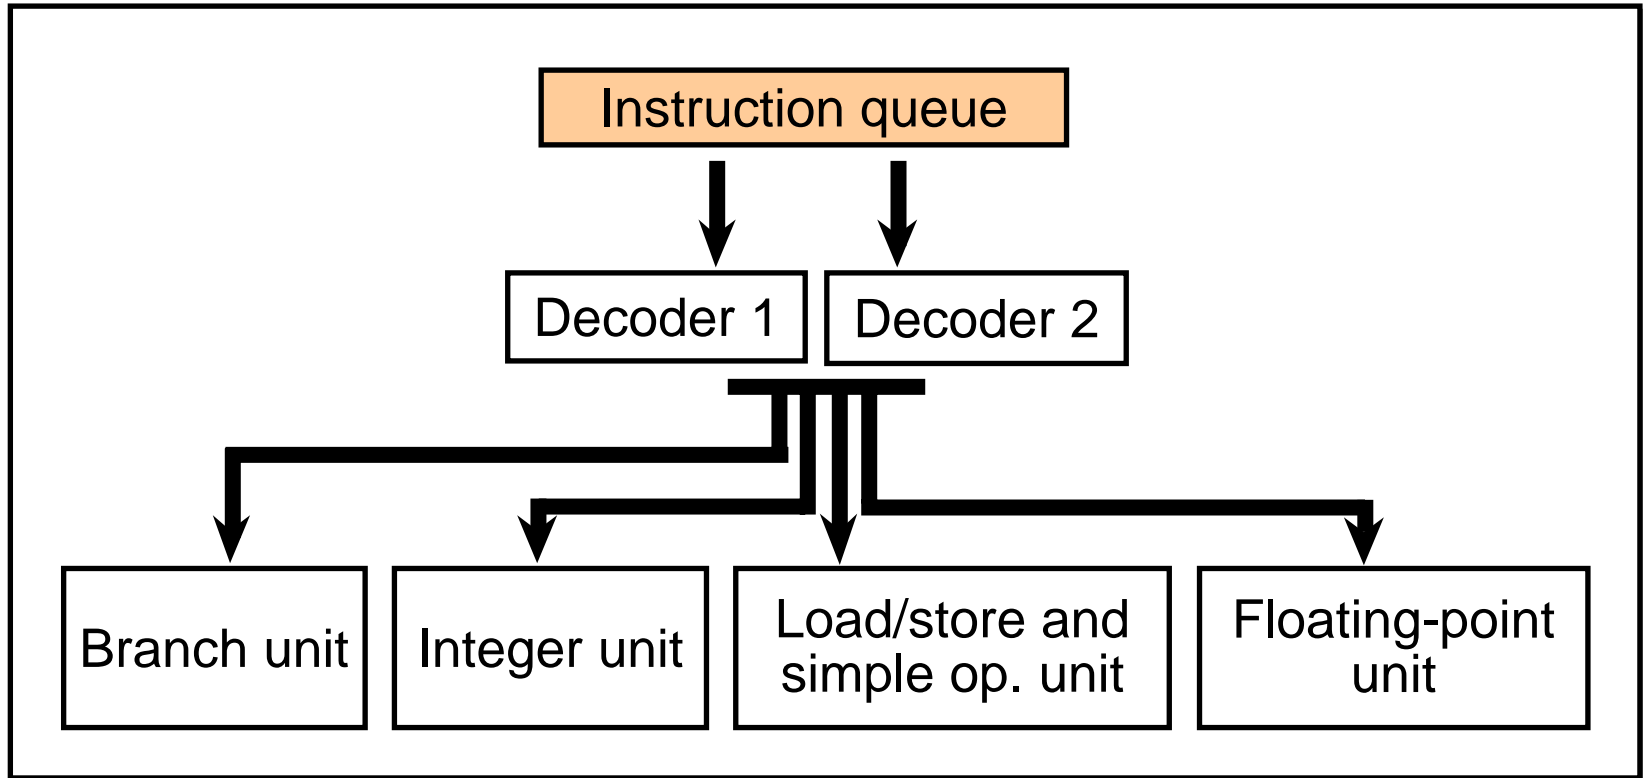 Instruction queue
Decoder 1
Decoder 2
Branch unit
Integer unit
Load/store and
simple op. unit
Floating-point
unit